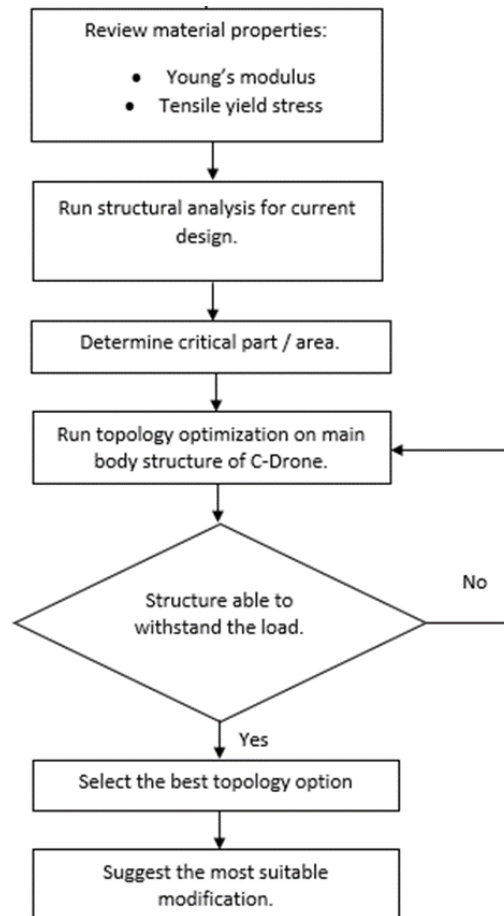 Review material properties:
• Young's modulus
• Tensile yield stress
Run structural analysis for current
design.
Determine critical part / area.
Run topology optimization on main
body structure of C-Drone.
Structure able to
withstand the load.
No
Yes
Select the best topology option
Suggest the most suitable
modification.